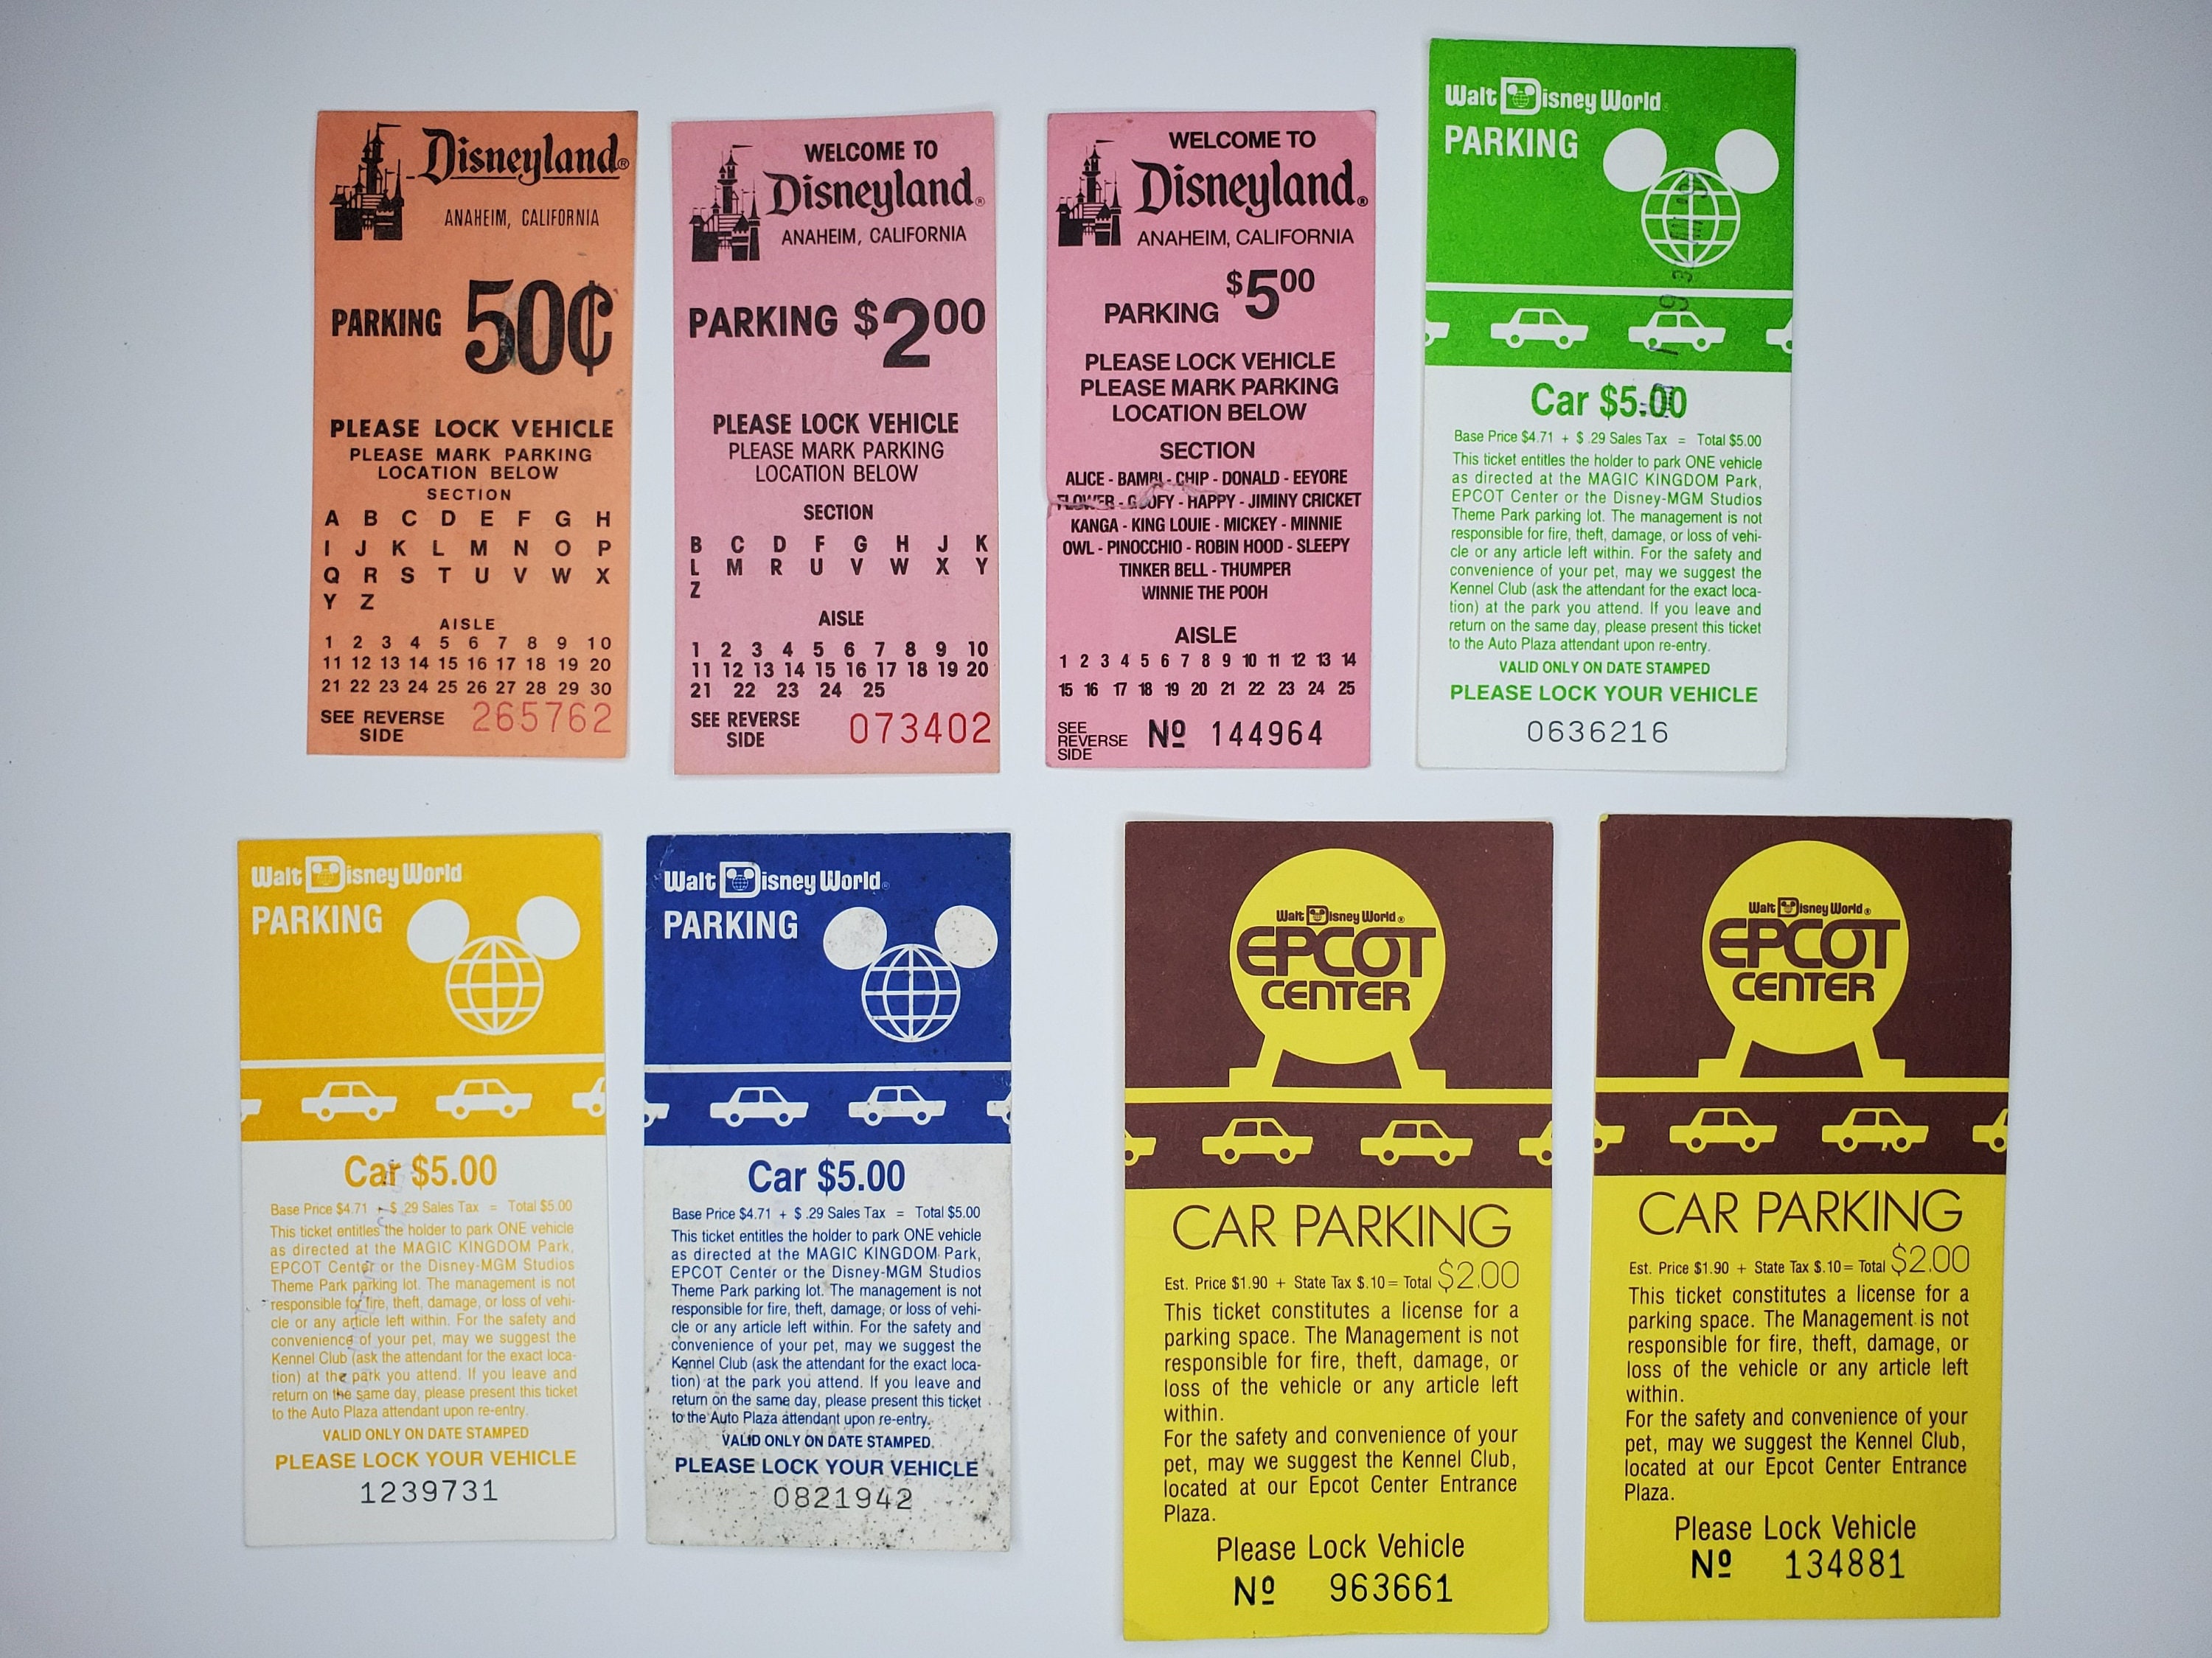 Disneyland®
ANAHEIM, CALIFORNIA
PARKING 50¢
PLEASE LOCK VEHICLE
PLEASE MARK PARKING
LOCATION BELOW
SECTION
A B C D E F G H
I J K L M N O P
Q R S T U V W X
Y Z
AISLE
1 2 3 4 5 6 7 8 9 10
11 12 13 14 15 16 17 18 19 20
21 22 23 24 25 26 27 28 29 30
SEE REVERSE
SIDE
265762
WELCOME TO
Disneyland®
ANAHEIM, CALIFORNIA
PARKING $2.00
PLEASE LOCK VEHICLE
PLEASE MARK PARKING
LOCATION BELOW
SECTION
B C D F G H J K
L M R U V W X Y
Z
AISLE
1 2 3 4 5 6 7 8 9 10
11 12 13 14 15 16 17 18 19 20
21 22 23 24 25
SEE REVERSE
SIDE
073402
WELCOME TO
Disneyland®
ANAHEIM, CALIFORNIA
PARKING $5.00
PLEASE LOCK VEHICLE
PLEASE MARK PARKING
LOCATION BELOW
SECTION
ALICE - BAMBI - CHIP - DONALD - EEYORE
FLOWER - GOOFY - HAPPY - JIMINY CRICKET
KANGA - KING LOUIE - MICKEY - MINNIE
OWL - PINOCCHIO - ROBIN HOOD - SLEEPY
TINKER BELL - THUMPER
WINNIE THE POOH
AISLE
1 2 3 4 5 6 7 8 9 10 11 12 13 14
15 16 17 18 19 20 21 22 23 24 25
SEE
REVERSE
SIDE
Nº 144964
Walt Disney World®
PARKING
Car $5.00
Base Price $4.71 + $ .29 Sales Tax = Total $5.00
This ticket entitles the holder to park ONE vehicle
as directed at the MAGIC KINGDOM Park,
EPCOT Center or the Disney-MGM Studios
Theme Park parking lot. The management is not
responsible for fire, theft, damage, or loss of vehi-
cle or any article left within. For the safety and
convenience of your pet, may we suggest the
Kennel Club (ask the attendant for the exact loca-
tion) at the park you attend. If you leave and
return on the same day, please present this ticket
to the Auto Plaza attendant upon re-entry.
VALID ONLY ON DATE STAMPED
PLEASE LOCK YOUR VEHICLE
0636216
Walt Disney World
PARKING
Car $5.00
Base Price $4.71 + $ .29 Sales Tax = Total $5.00
This ticket entitles the holder to park ONE vehicle
as directed at the MAGIC KINGDOM Park,
EPCOT Center or the Disney-MGM Studios
Theme Park parking lot. The management is not
responsible for fire, theft, damage, or loss of vehi-
cle or any article left within. For the safety and
convenience of your pet, may we suggest the
Kennel Club (ask the attendant for the exact loca-
tion) at the park you attend. If you leave and
return on the same day, please present this ticket
to the Auto Plaza attendant upon re-entry.
VALID ONLY ON DATE STAMPED
PLEASE LOCK YOUR VEHICLE
1239731
Walt Disney World®
PARKING
Car $5.00
Base Price $4.71 + $ .29 Sales Tax = Total $5.00
This ticket entitles the holder to park ONE vehicle
as directed at the MAGIC KINGDOM Park,
EPCOT Center or the Disney-MGM Studios
Theme Park parking lot. The management is not
responsible for fire, theft, damage, or loss of vehi-
cle or any article left within. For the safety and
convenience of your pet, may we suggest the
Kennel Club (ask the attendant for the exact loca-
tion) at the park you attend. If you leave and
return on the same day, please present this ticket
to the Auto Plaza attendant upon re-entry.
VALID ONLY ON DATE STAMPED.
PLEASE LOCK YOUR VEHICLE
0821942
Walt Disney World®
EPCOT
CENTER
CAR PARKING
Est. Price $1.90 + State Tax $.10 = Total $2.00
This ticket constitutes a license for a
parking space. The Management is not
responsible for fire, theft, damage, or
loss of the vehicle or any article left
within.
For the safety and convenience of your
pet, may we suggest the Kennel Club,
located at our Epcot Center Entrance
Plaza.
Please Lock Vehicle
Nº 963661
Walt Disney World®
EPCOT
CENTER
CAR PARKING
Est. Price $1.90 + State Tax $.10 = Total $2.00
This ticket constitutes a license for a
parking space. The Management is not
responsible for fire, theft, damage, or
loss of the vehicle or any article left
within.
For the safety and convenience of your
pet, may we suggest the Kennel Club,
located at our Epcot Center Entrance
Plaza.
Please Lock Vehicle
Nº 134881